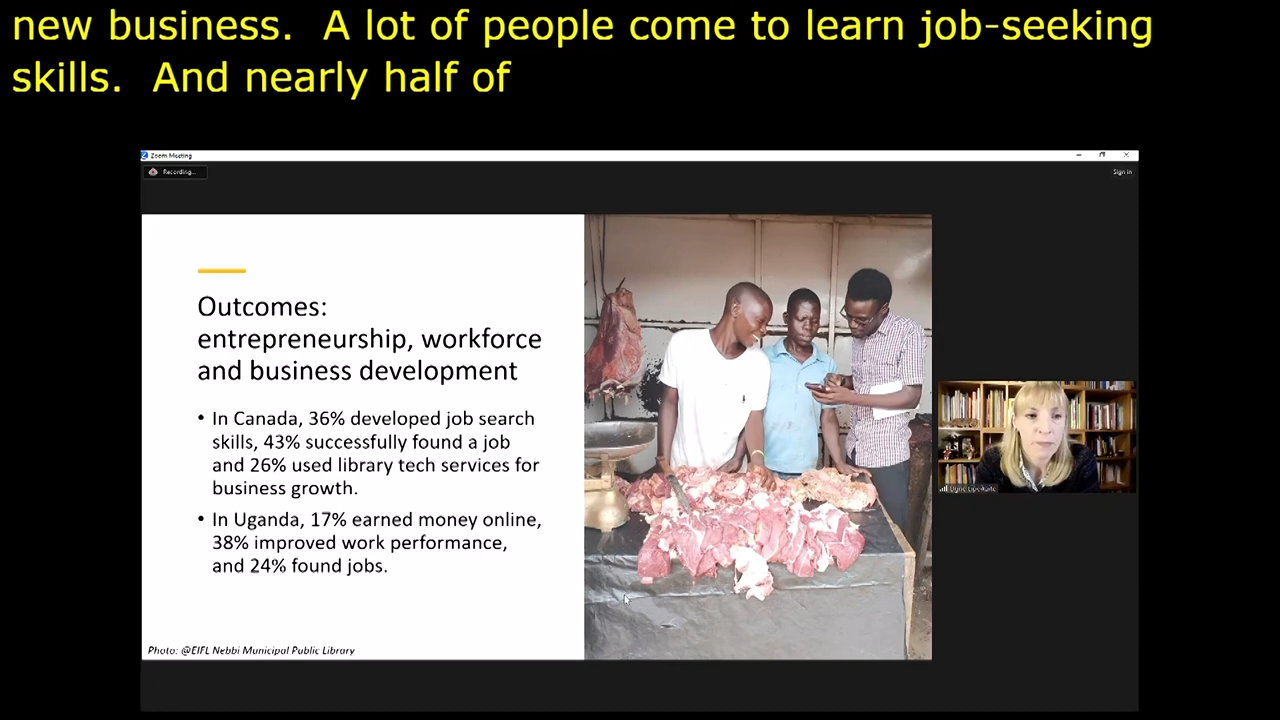 new business.  A lot of people come to learn job-seeking
skills.  And nearly half of
Zoom Meeting
Recording...
Sign in
Outcomes:
entrepreneurship, workforce
and business development
• In Canada, 36% developed job search
skills, 43% successfully found a job
and 26% used library tech services for
business growth.
• In Uganda, 17% earned money online,
38% improved work performance,
and 24% found jobs.
Photo: @EIFL Nebbi Municipal Public Library